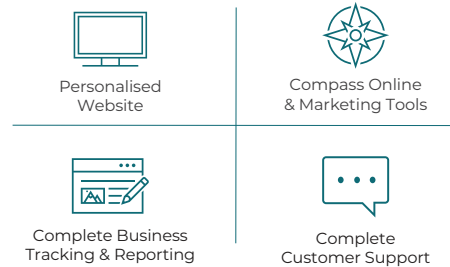 Personalised
Website
Compass Online
& Marketing Tools
Complete Business
Tracking & Reporting
Complete
Customer Support